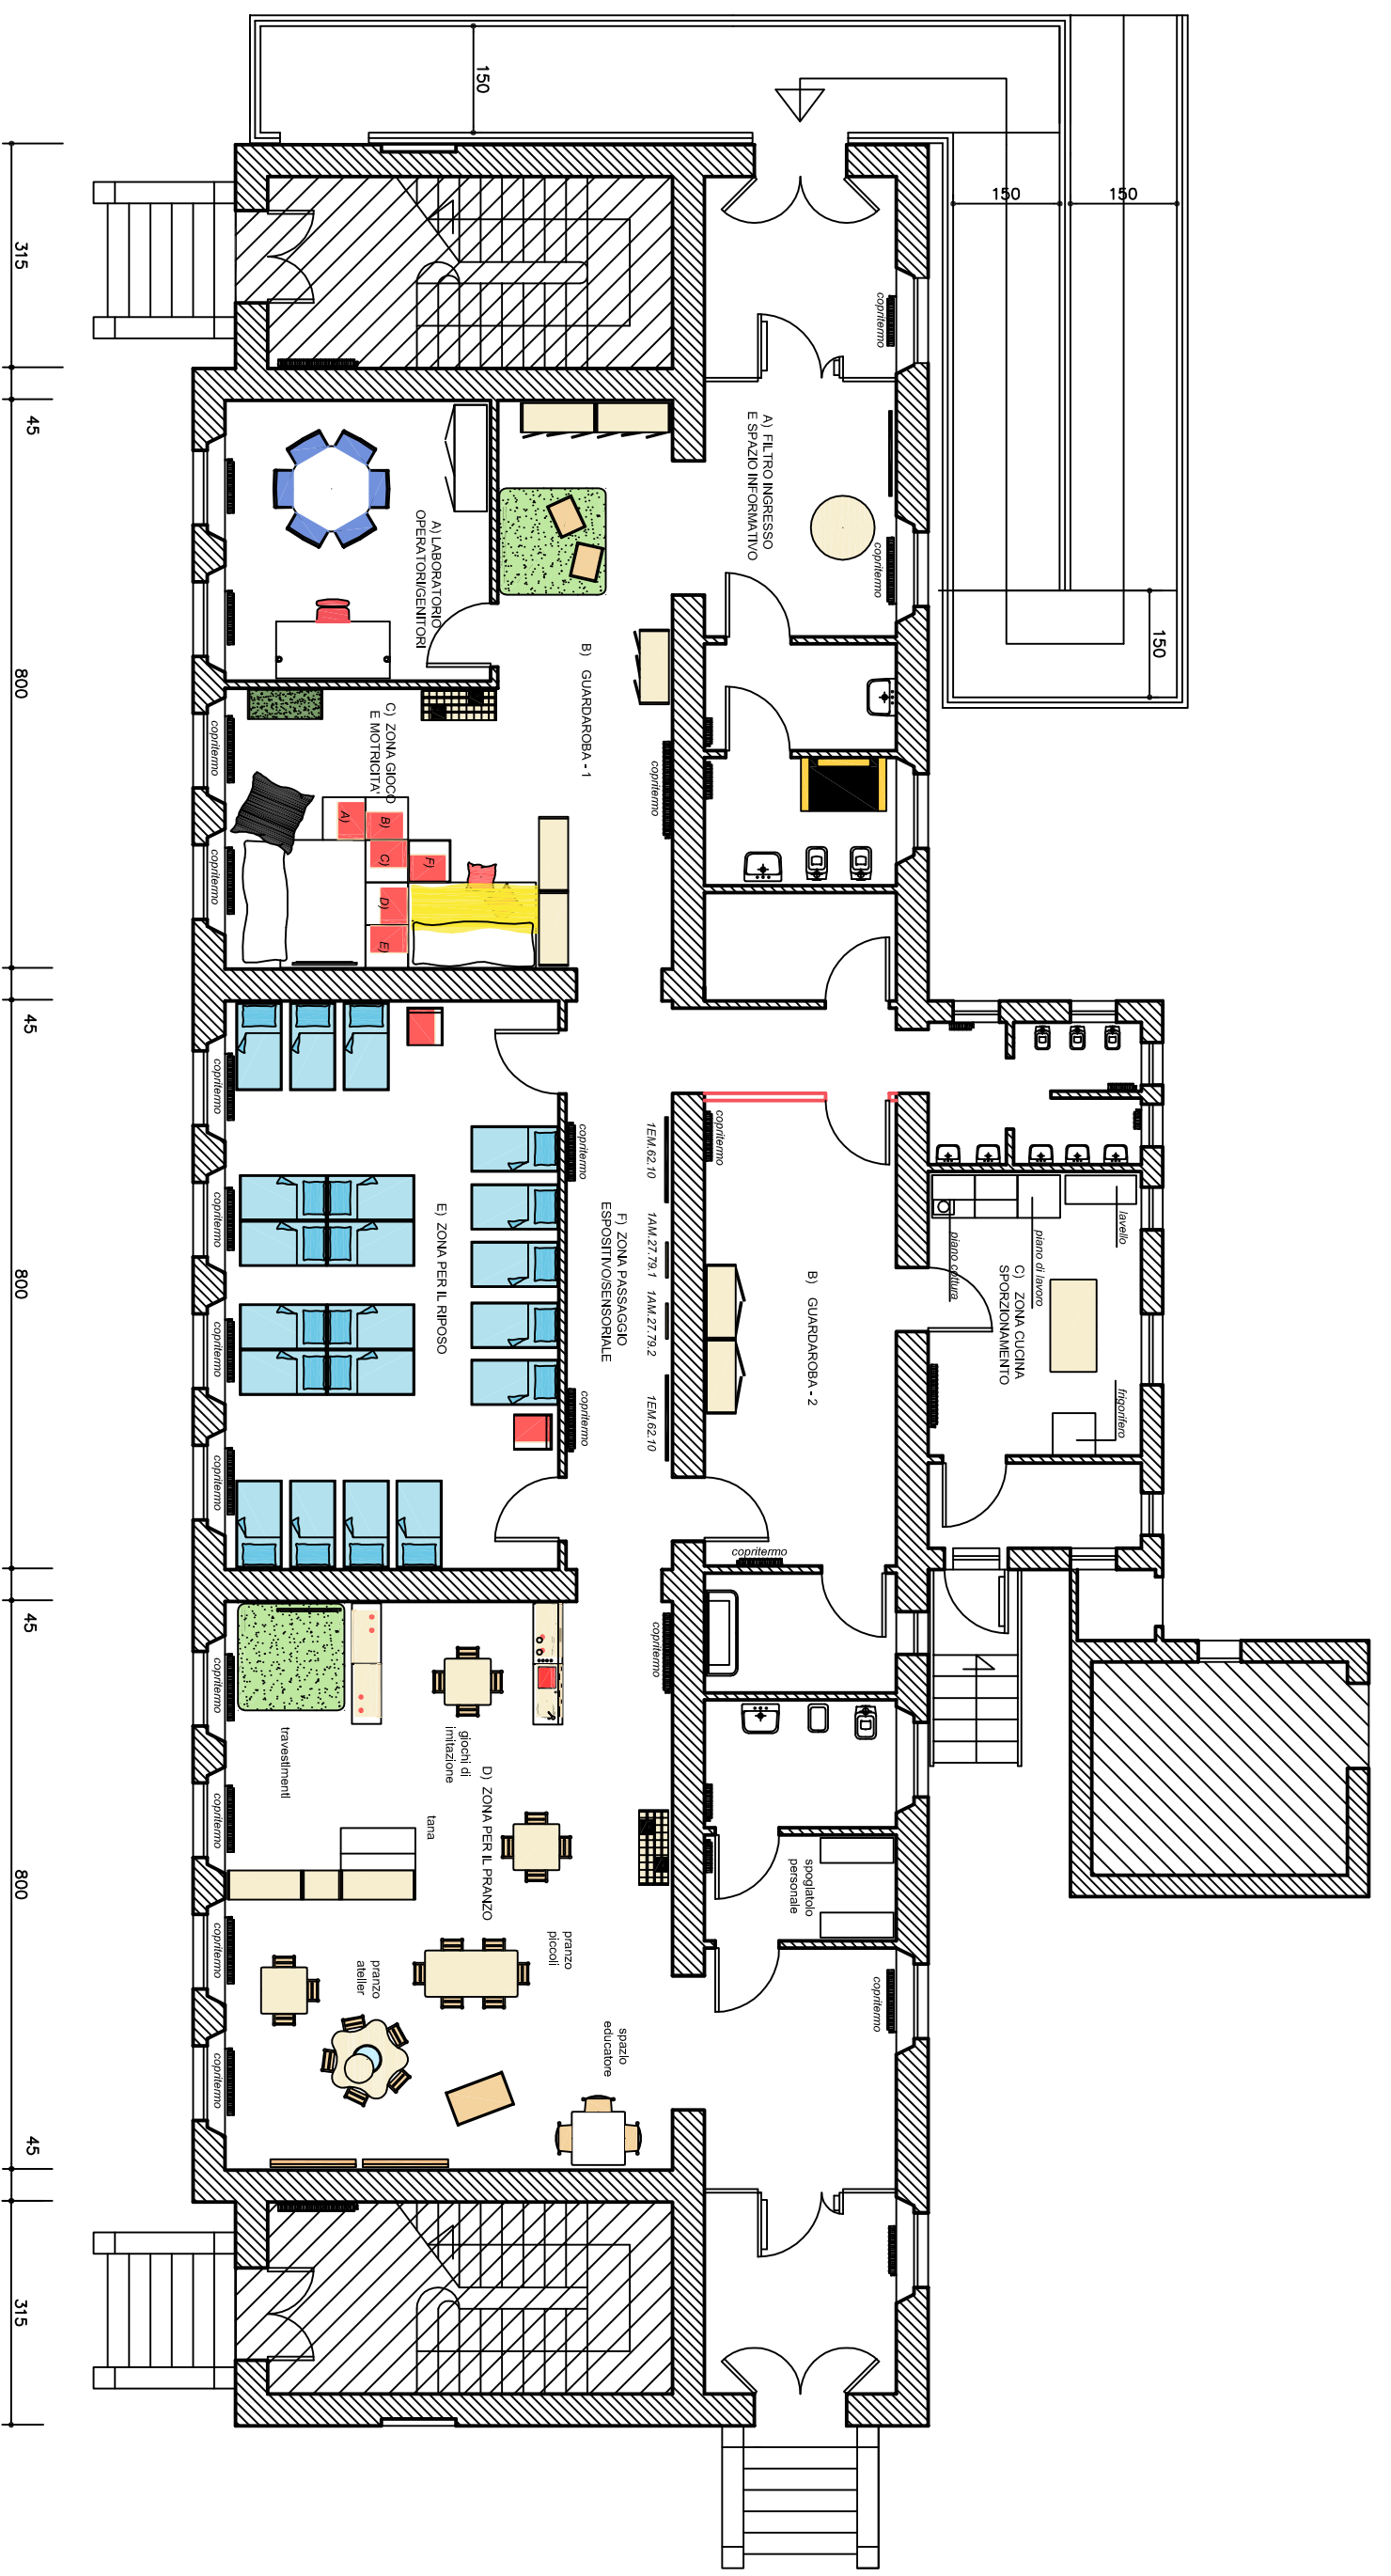 150
150
150
150
315
45
800
45
800
45
800
45
315
copritermo
A) FILTRO INGRESSO
E SPAZIO INFORMATIVO
copritermo
A) LABORATORIO
OPERATORI/GENITORI
B) GUARDAROBA - 1
copritermo
C) ZONA GIOCO
E MOTRICITA'
A)
B)
C)
F)
D)
E)
copritermo
copritermo
copritermo
copritermo
copritermo
copritermo
E) ZONA PER IL RIPOSO
copritermo
copritermo
F) ZONA PASSAGGIO
ESPOSITIVO/SENSORIALE
1EM.62.10
1AM.27.79.1
1AM.27.79.2
1EM.62.10
copritermo
B) GUARDAROBA - 2
copritermo
lavello
piano di lavoro
piano cottura
C) ZONA CUCINA
SPORZIONAMENTO
frigorifero
copritermo
travestimenti
giochi di
imitazione
D) ZONA PER IL PRANZO
tana
pranzo
piccoli
pranzo
atelier
spazio
educatore
spogliatoio
personale
copritermo
copritermo
copritermo
copritermo
copritermo